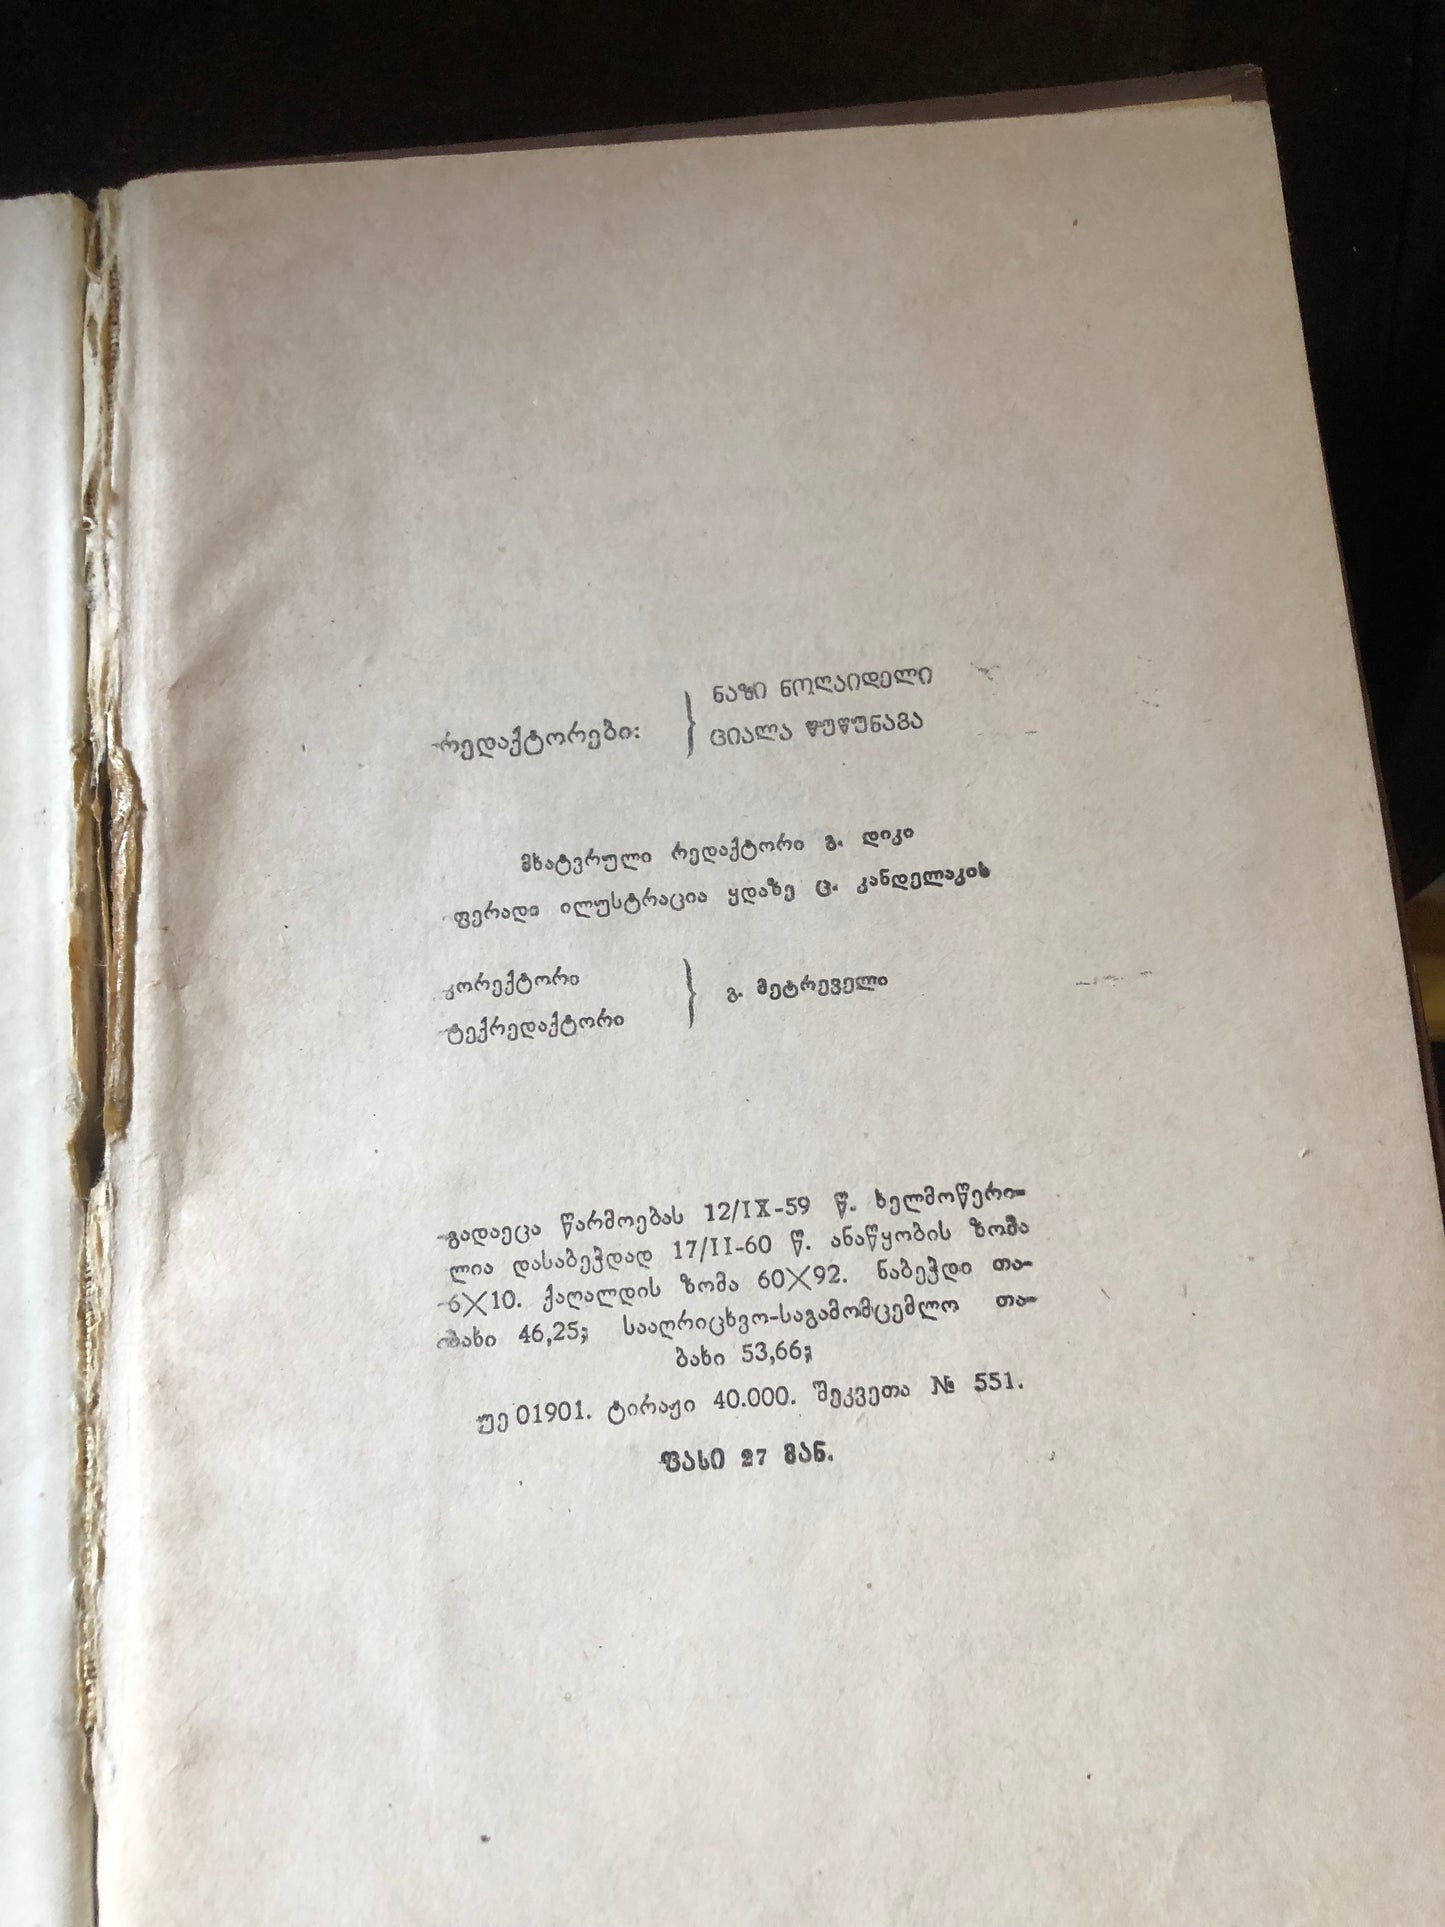 რედაქტორები:
ნაზი ნოღაიდელი
ციალა წუწუნავა
მხატვრული რედაქტორი გ. დიკი
ფერადი ილუსტრაცია ყდაზე ც. კანდელაკის
კორექტორი
ტექრედაქტორი
გ. მეტრეველი
გადაეცა წარმოებას 12/IX-59 წ. ხელმოწერი-
ლია დასაბეჭდად 17/II-60 წ. ანაწყობის ზომა
6X10. ქაღალდის ზომა 60X92. ნაბეჭდი თა-
ბახი 46,25; სააღრიცხვო-საგამომცემლო თა-
ბახი 53,66;
უე 01901. ტირაჟი 40.000. შეკვეთა № 551.
ფასი 27 მან.